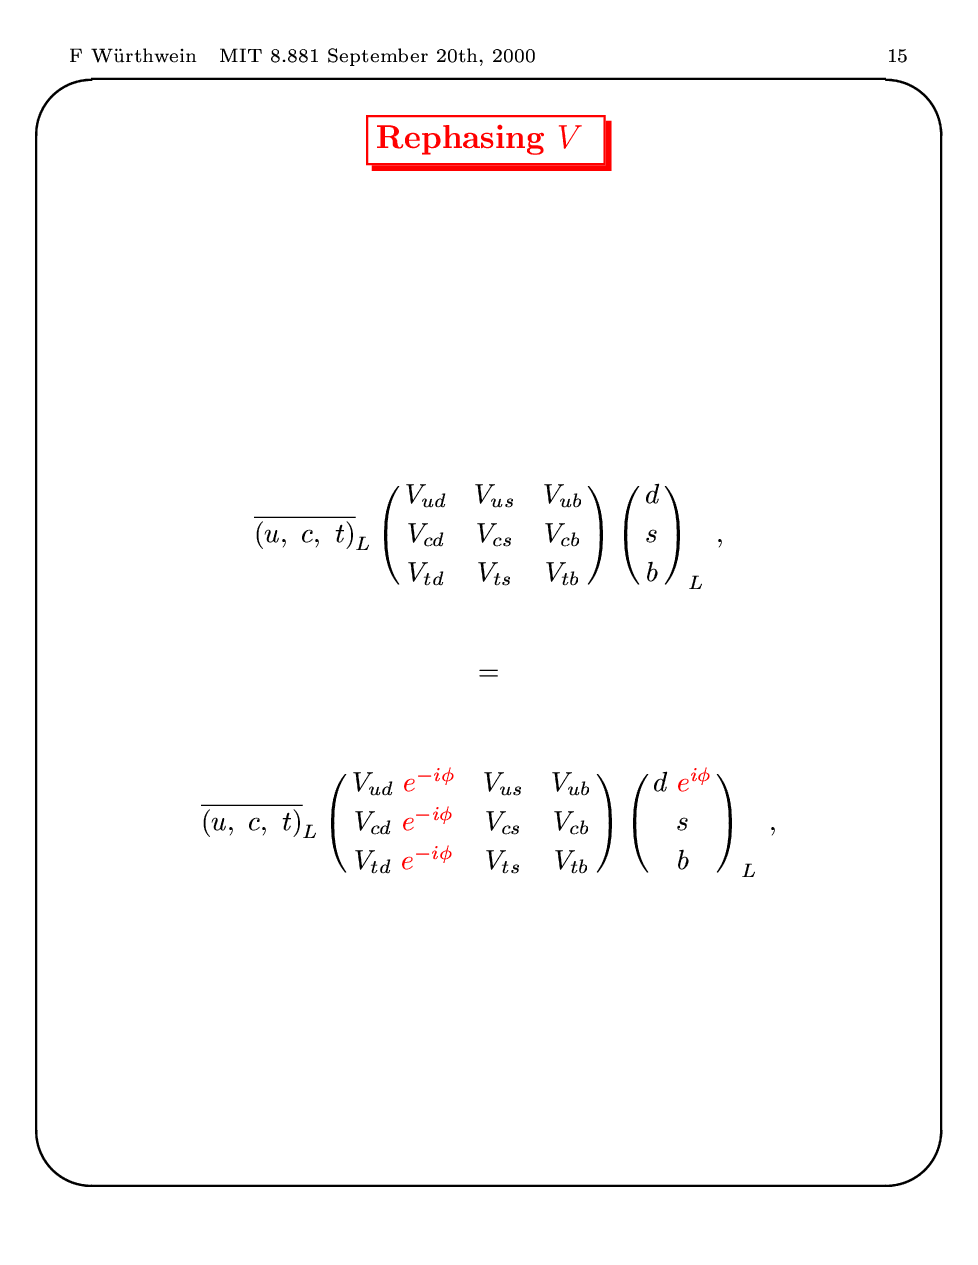 F Würthwein MIT 8.881 September 20th, 2000 15
Rephasing V
$\overline{(u,\ c,\ t)}_L \begin{pmatrix} V_{ud} & V_{us} & V_{ub} \\ V_{cd} & V_{cs} & V_{cb} \\ V_{td} & V_{ts} & V_{tb} \end{pmatrix} \begin{pmatrix} d \\ s \\ b \end{pmatrix}_L ,$
=
$\overline{(u,\ c,\ t)}_L \begin{pmatrix} V_{ud}\ e^{-i\phi} & V_{us} & V_{ub} \\ V_{cd}\ e^{-i\phi} & V_{cs} & V_{cb} \\ V_{td}\ e^{-i\phi} & V_{ts} & V_{tb} \end{pmatrix} \begin{pmatrix} d\ e^{i\phi} \\ s \\ b \end{pmatrix}_L ,$